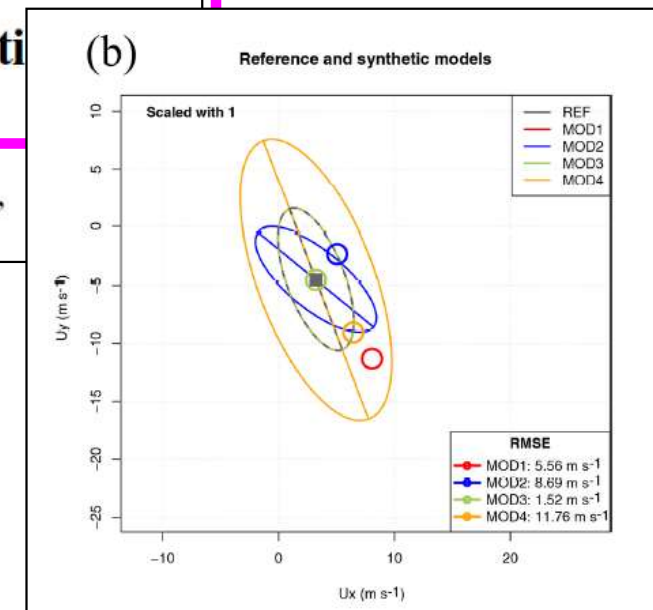 ti
,
(b)
Reference and synthetic models
Scaled with 1
REF
MOD1
MOD2
MOD3
MOD4
10
5
0
−5
−10
−15
−20
−25
Uy (m s-1)
RMSE
MOD1: 5.56 m s-1
MOD2: 8.69 m s-1
MOD3: 1.52 m s-1
MOD4: 11.76 m s-1
−10 0 10 20
Ux (m s-1)